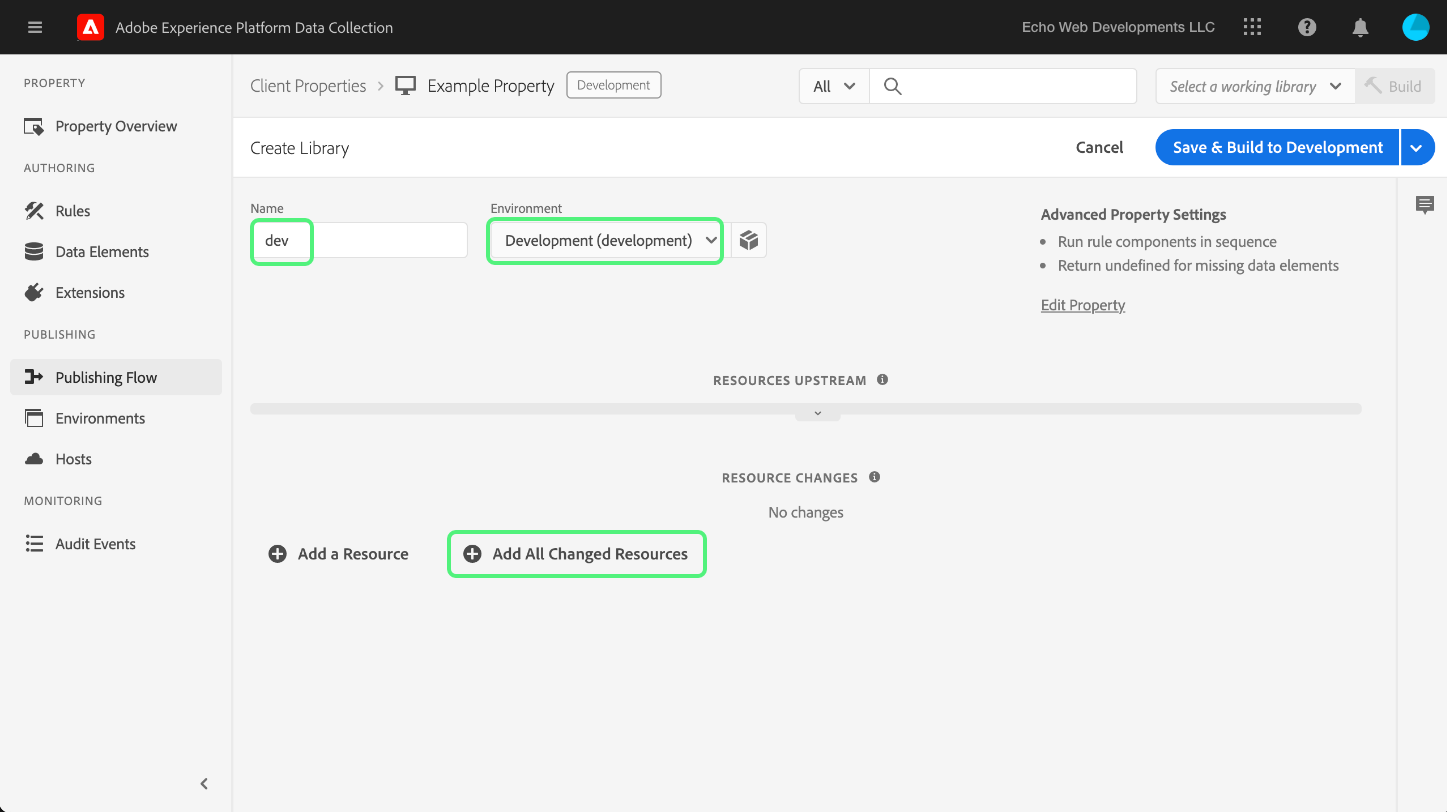 Adobe Experience Platform Data Collection
Echo Web Developments LLC
PROPERTY
Property Overview
AUTHORING
Rules
Data Elements
Extensions
PUBLISHING
Publishing Flow
Environments
Hosts
MONITORING
Audit Events
Client Properties > Example Property Development
All
Select a working library
Build
Create Library
Cancel
Save & Build to Development
Name
dev
Environment
Development (development)
Advanced Property Settings
• Run rule components in sequence
• Return undefined for missing data elements
Edit Property
RESOURCES UPSTREAM
RESOURCE CHANGES
No changes
Add a Resource
Add All Changed Resources